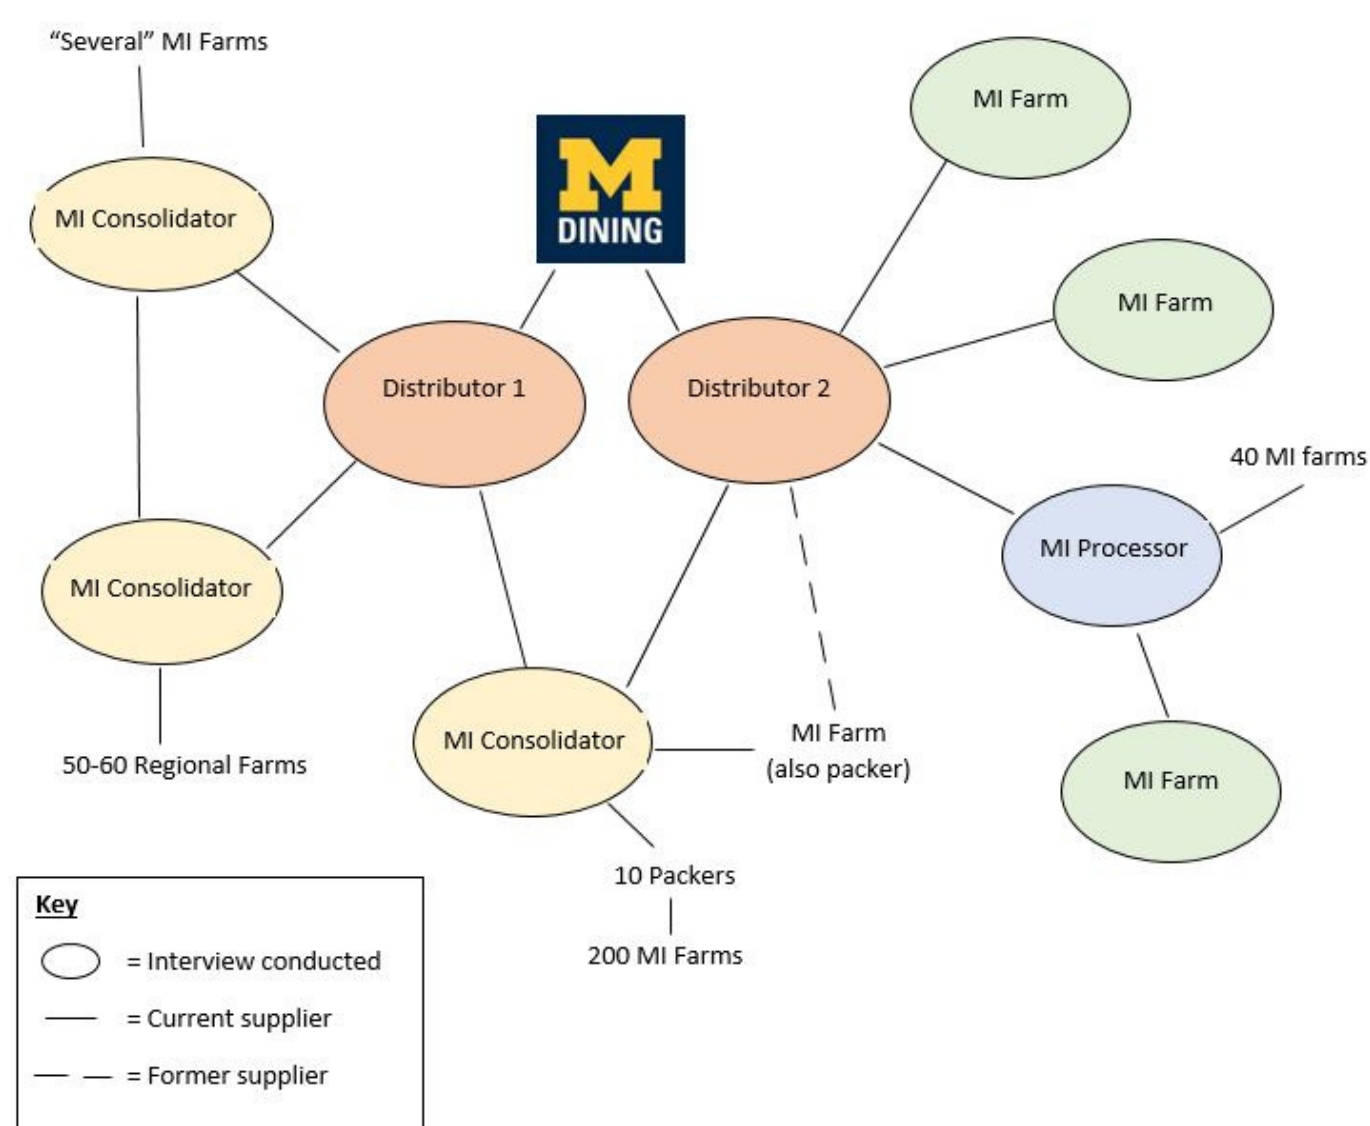 “Several” MI Farms
MI Farm
M
DINING
MI Consolidator
MI Farm
Distributor 1
Distributor 2
40 MI farms
MI Processor
MI Consolidator
MI Farm
(also packer)
MI Consolidator
50-60 Regional Farms
MI Farm
10 Packers
200 MI Farms
Key
= Interview conducted
= Current supplier
= Former supplier